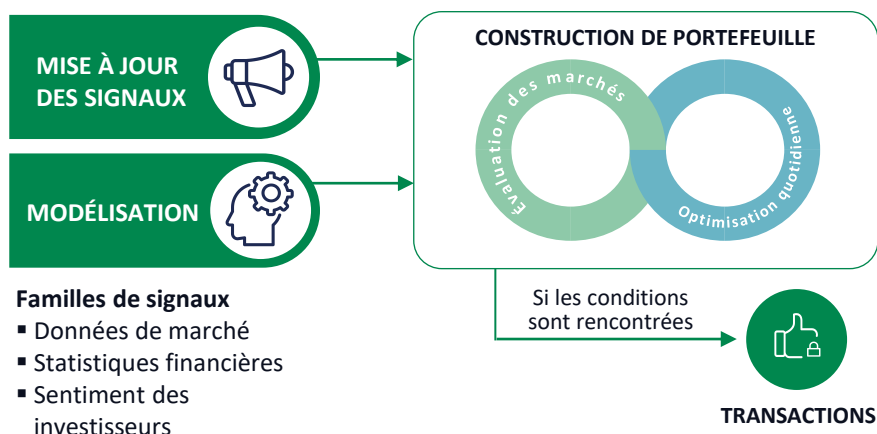 MISE À JOUR
DES SIGNAUX
MODÉLISATION
Familles de signaux
▪ Données de marché
▪ Statistiques financières
▪ Sentiment des
investisseurs
CONSTRUCTION DE PORTEFEUILLE
Évaluation des marchés
Optimisation quotidienne
Si les conditions
sont rencontrées
TRANSACTIONS